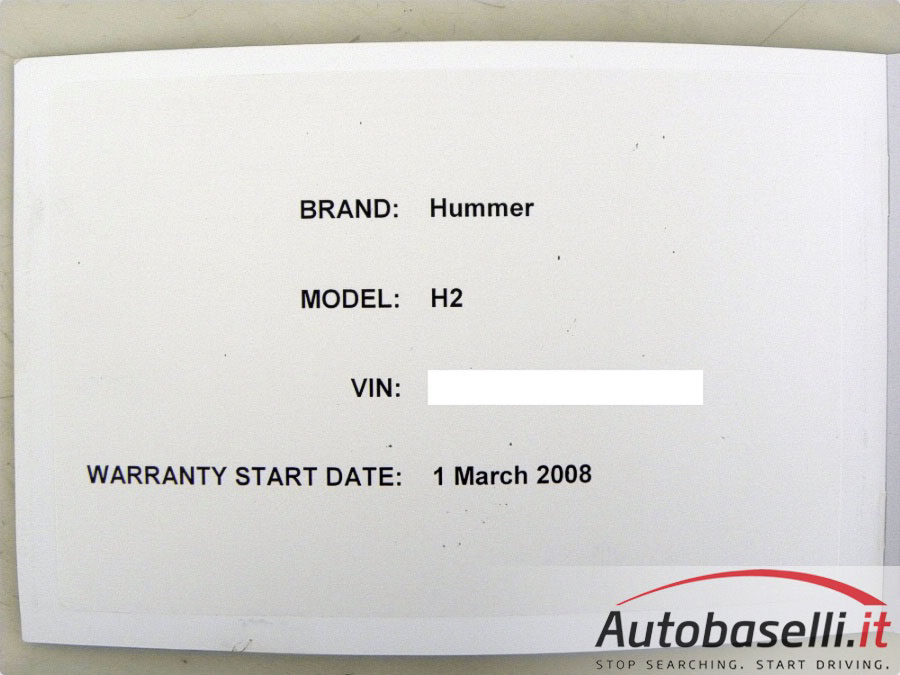 BRAND: Hummer
MODEL: H2
VIN:
WARRANTY START DATE: 1 March 2008
Autobaselli.it
STOP SEARCHING. START DRIVING.